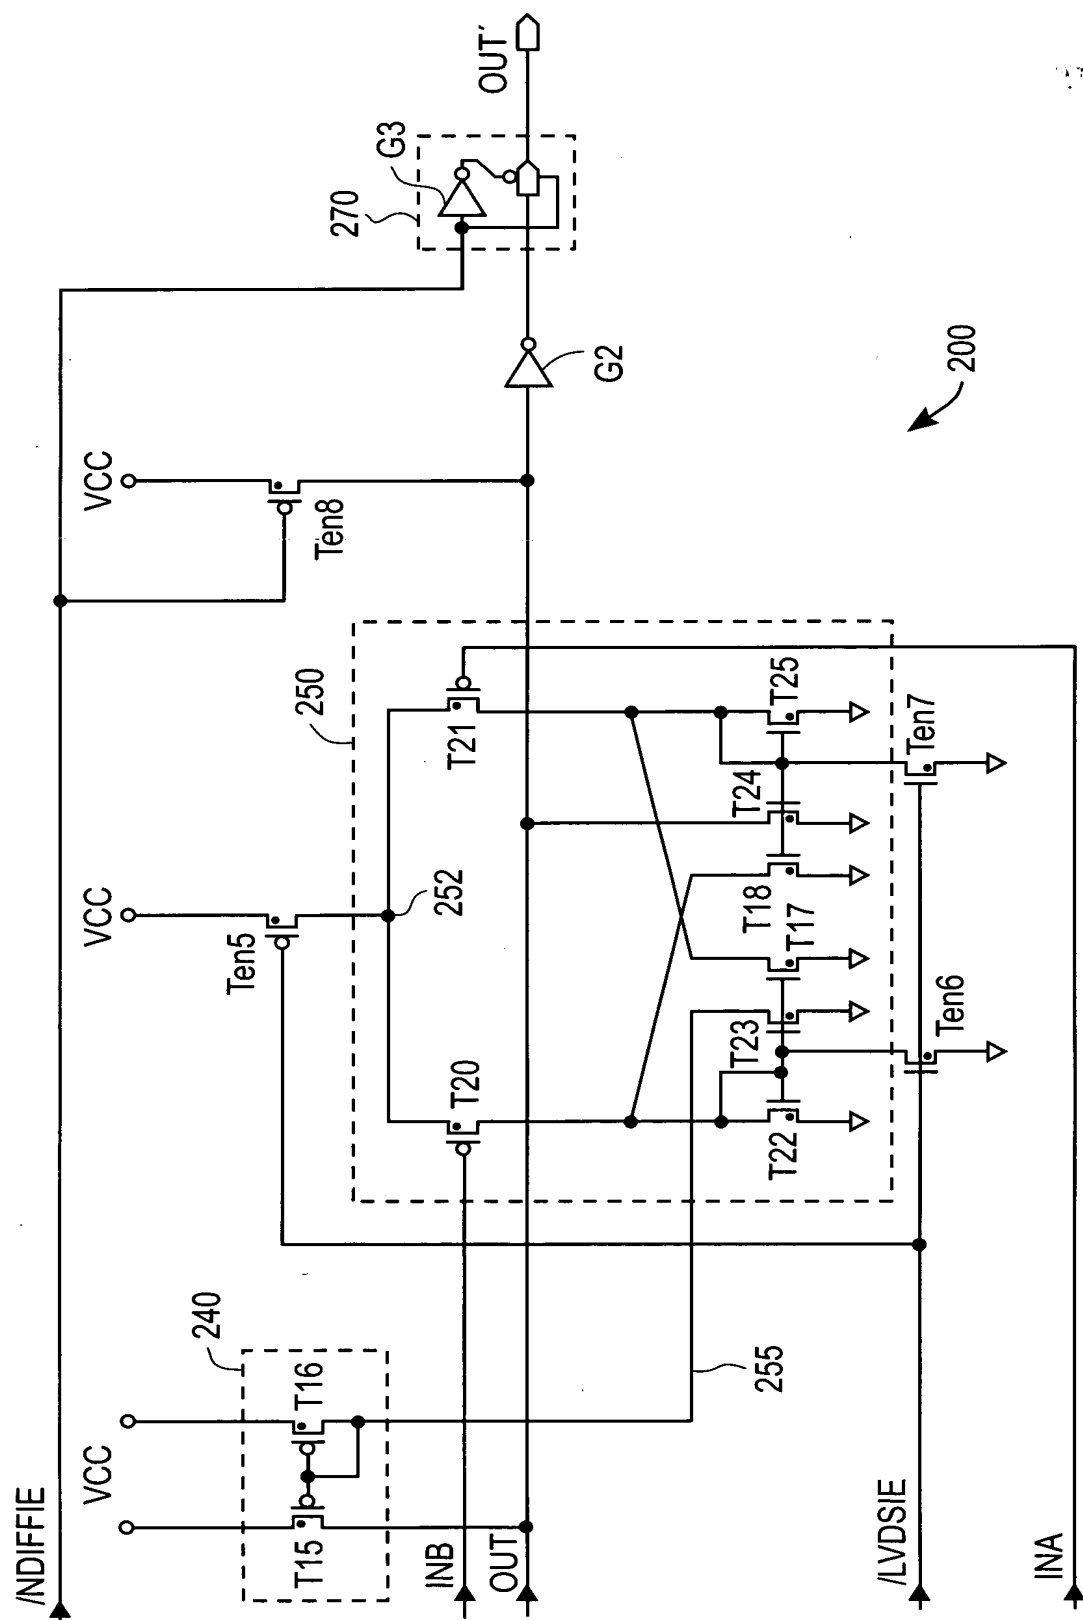 /NDIFFIE
VCC
T15
T16
240
INB
OUT
/LVDSIE
INA
255
VCC
Ten5
252
250
T20
T21
T22
T23
T17
T18
T24
T25
Ten6
Ten7
VCC
Ten8
G2
200
270
G3
OUT'